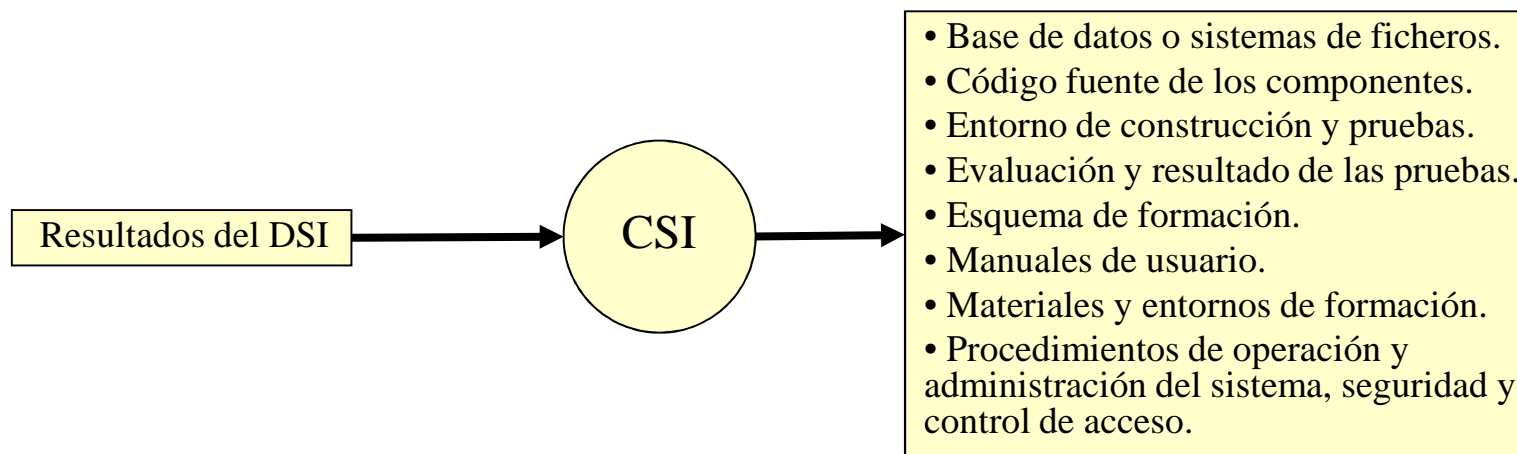 Resultados del DSI
CSI
• Base de datos o sistemas de ficheros.
• Código fuente de los componentes.
• Entorno de construcción y pruebas.
• Evaluación y resultado de las pruebas.
• Esquema de formación.
• Manuales de usuario.
• Materiales y entornos de formación.
• Procedimientos de operación y
administración del sistema, seguridad y
control de acceso.